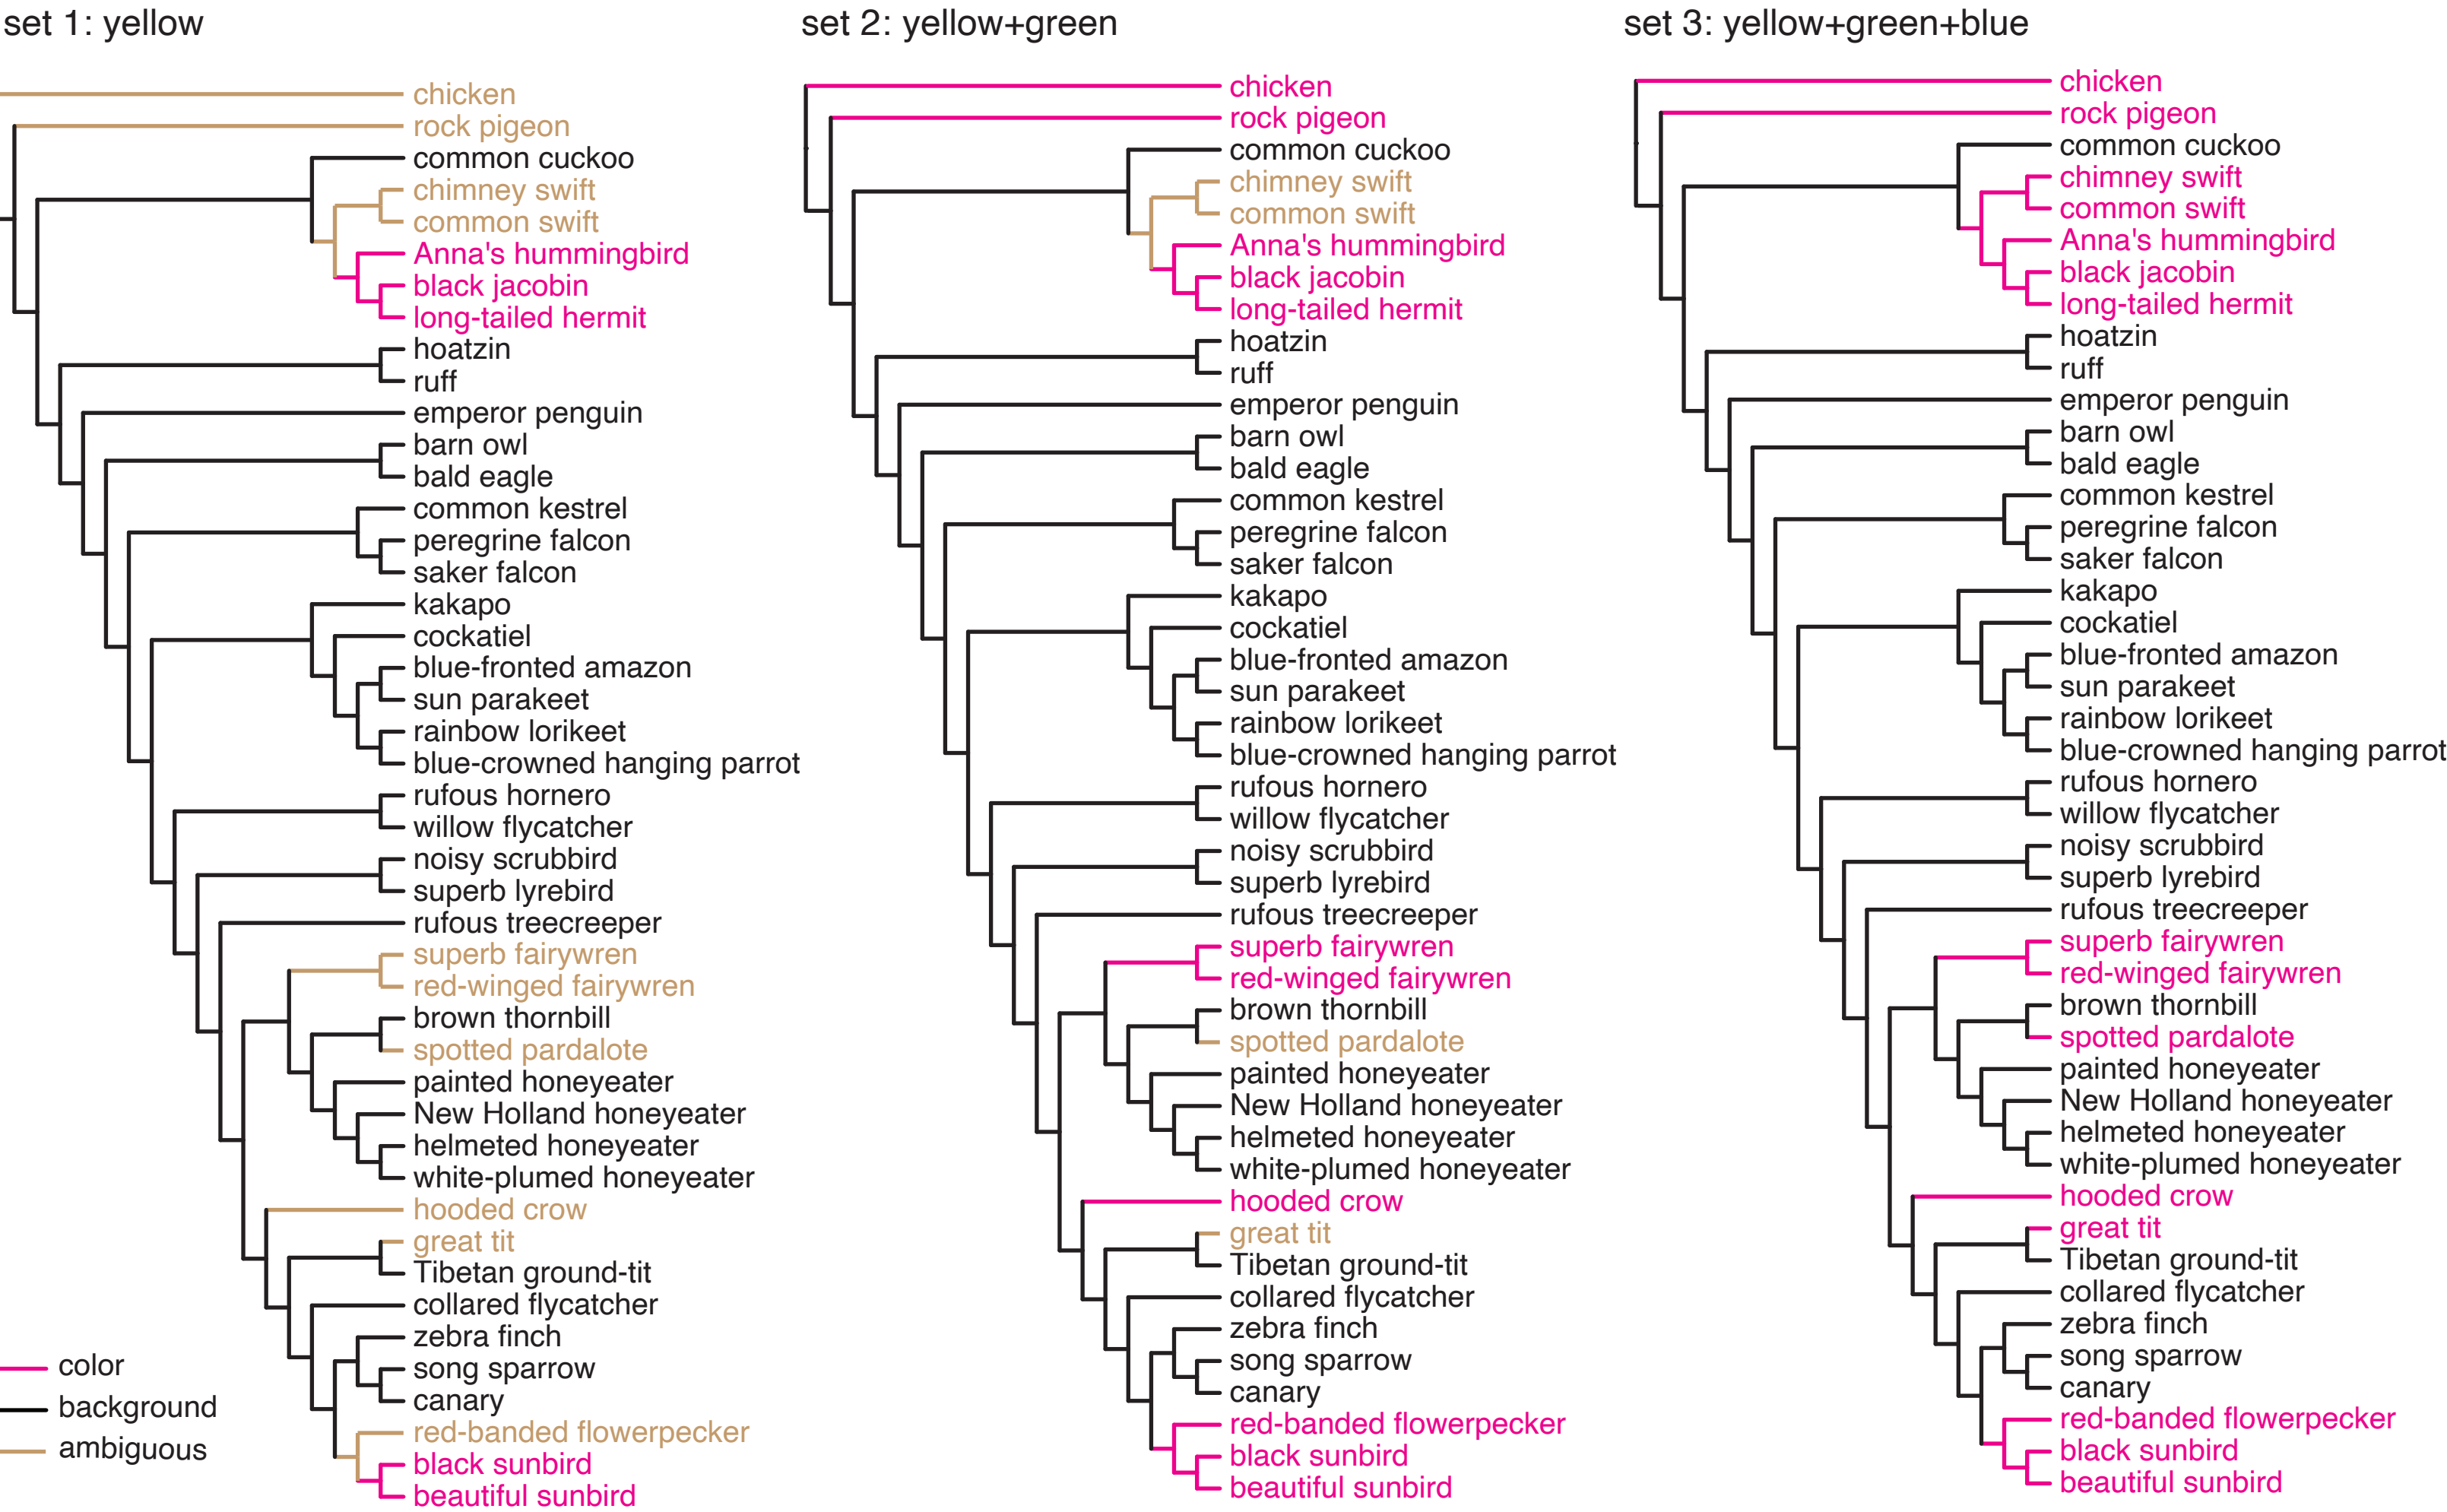 set 1: yellow
chicken
rock pigeon
common cuckoo
chimney swift
common swift
Anna's hummingbird
black jacobin
long-tailed hermit
hoatzin
ruff
emperor penguin
barn owl
bald eagle
common kestrel
peregrine falcon
saker falcon
kakapo
cockatiel
blue-fronted amazon
sun parakeet
rainbow lorikeet
blue-crowned hanging parrot
rufous hornero
willow flycatcher
noisy scrubbird
superb lyrebird
rufous treecreeper
superb fairywren
red-winged fairywren
brown thornbill
spotted pardalote
painted honeyeater
New Holland honeyeater
helmeted honeyeater
white-plumed honeyeater
hooded crow
great tit
Tibetan ground-tit
collared flycatcher
zebra finch
song sparrow
canary
red-banded flowerpecker
black sunbird
beautiful sunbird
color
background
ambiguous
set 2: yellow+green
chicken
rock pigeon
common cuckoo
chimney swift
common swift
Anna's hummingbird
black jacobin
long-tailed hermit
hoatzin
ruff
emperor penguin
barn owl
bald eagle
common kestrel
peregrine falcon
saker falcon
kakapo
cockatiel
blue-fronted amazon
sun parakeet
rainbow lorikeet
blue-crowned hanging parrot
rufous hornero
willow flycatcher
noisy scrubbird
superb lyrebird
rufous treecreeper
superb fairywren
red-winged fairywren
brown thornbill
spotted pardalote
painted honeyeater
New Holland honeyeater
helmeted honeyeater
white-plumed honeyeater
hooded crow
great tit
Tibetan ground-tit
collared flycatcher
zebra finch
song sparrow
canary
red-banded flowerpecker
black sunbird
beautiful sunbird
set 3: yellow+green+blue
chicken
rock pigeon
common cuckoo
chimney swift
common swift
Anna's hummingbird
black jacobin
long-tailed hermit
hoatzin
ruff
emperor penguin
barn owl
bald eagle
common kestrel
peregrine falcon
saker falcon
kakapo
cockatiel
blue-fronted amazon
sun parakeet
rainbow lorikeet
blue-crowned hanging parrot
rufous hornero
willow flycatcher
noisy scrubbird
superb lyrebird
rufous treecreeper
superb fairywren
red-winged fairywren
brown thornbill
spotted pardalote
painted honeyeater
New Holland honeyeater
helmeted honeyeater
white-plumed honeyeater
hooded crow
great tit
Tibetan ground-tit
collared flycatcher
zebra finch
song sparrow
canary
red-banded flowerpecker
black sunbird
beautiful sunbird